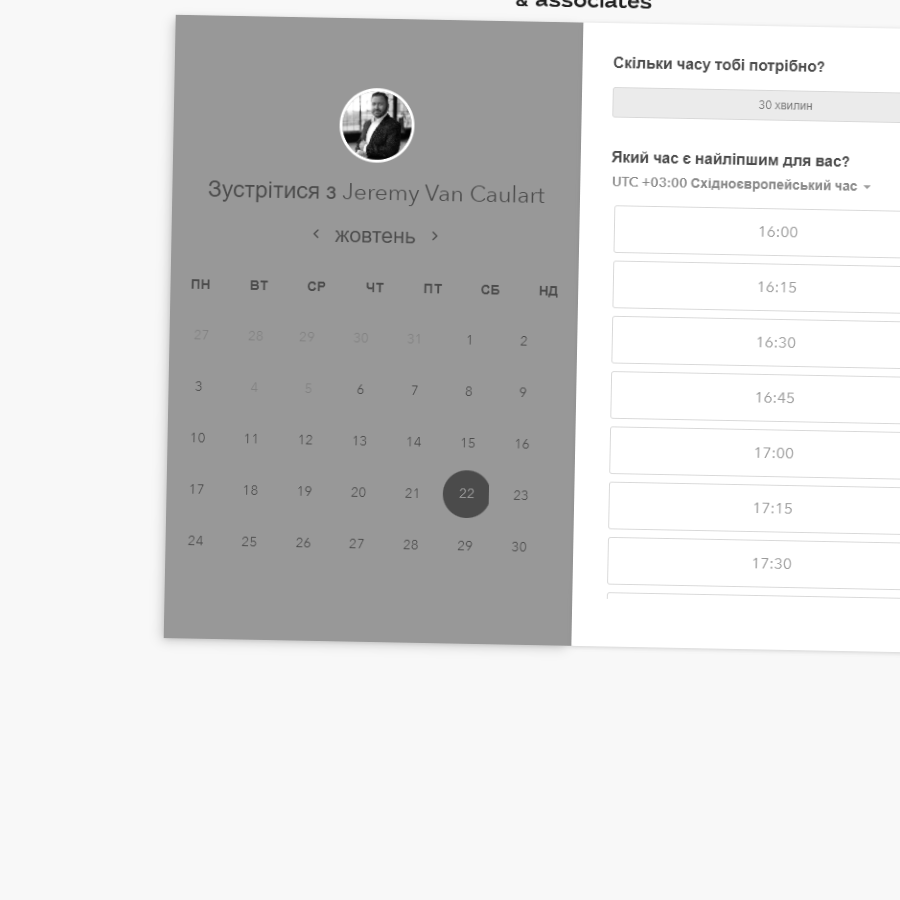 & associates
Зустрітися з Jeremy Van Caulart
жовтень
ПН ВТ СР ЧТ ПТ СБ НД
27 28 29 30 31 1 2
3 4 5 6 7 8 9
10 11 12 13 14 15 16
17 18 19 20 21 22 23
24 25 26 27 28 29 30
Скільки часу тобі потрібно?
30 хвилин
Який час є найліпшим для вас?
UTC +03:00 Східноєвропейський час
16:00
16:15
16:30
16:45
17:00
17:15
17:30